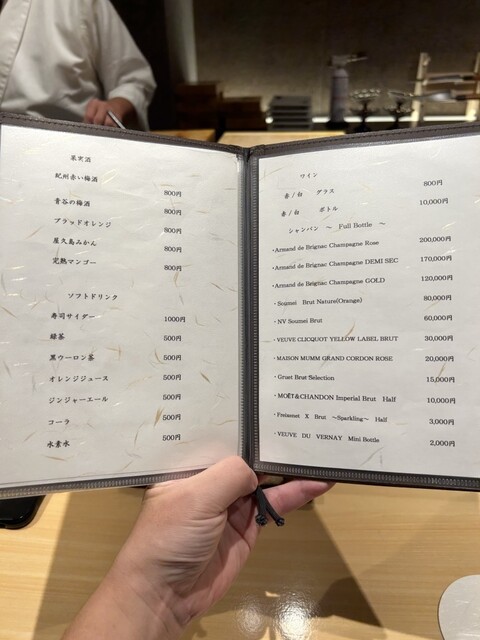 果実酒
紀州赤い梅酒 800円
青谷の梅酒 800円
ブラッドオレンジ 800円
屋久島みかん 800円
完熟マンゴー 800円
ソフトドリンク
寿司サイダー 1000円
緑茶 500円
黒ウーロン茶 500円
オレンジジュース 500円
ジンジャーエール 500円
コーラ 500円
水素水 500円
ワイン
赤/白 グラス 800円
赤/白 ボトル 10,000円
シャンパン ～ Full Bottle ～
・Armand de Brignac Champagne Rose 200,000円
・Armand de Brignac Champagne DEMI SEC 170,000円
・Armand de Brignac Champagne GOLD 120,000円
・Soumei Brut Nature(Orange) 80,000円
・NV Soumei Brut 60,000円
・VEUVE CLICQUOT YELLOW LABEL BRUT 30,000円
・MAISON MUMM GRAND CORDON ROSE 20,000円
・Gruet Brut Selection 15,000円
・MOËT&CHANDON Imperial Brut Half 10,000円
・Freixenet X Brut ～Sparkling～ Half 3,000円
・VEUVE DU VERNAY Mini Bottle 2,000円